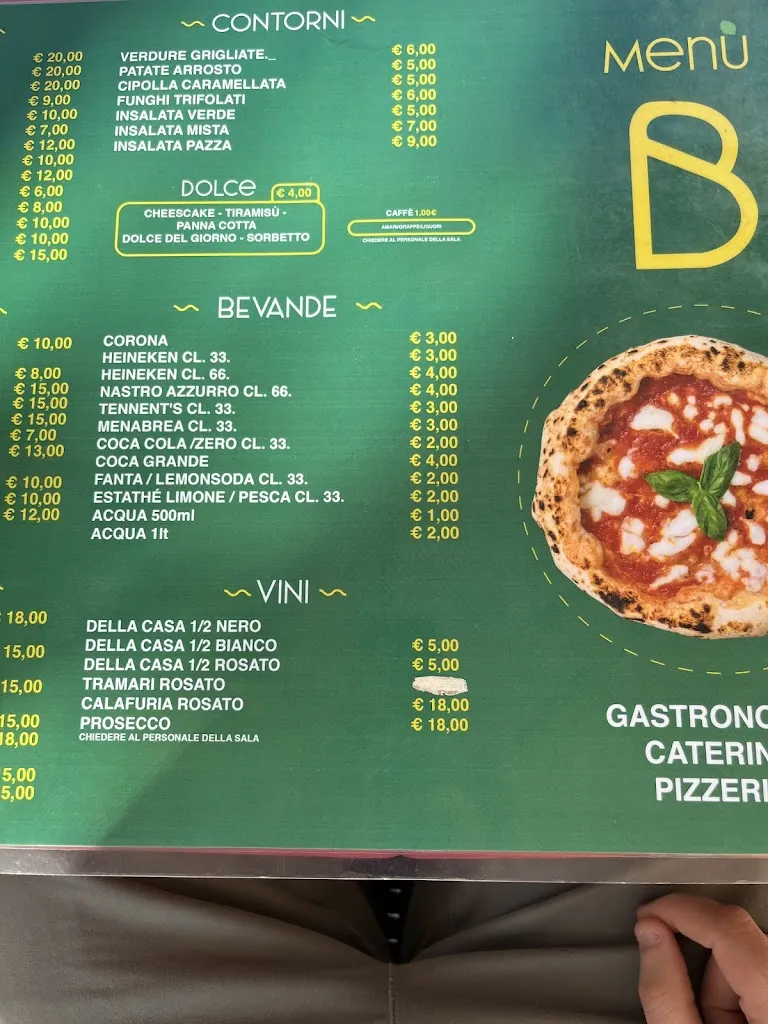 € 20,00
€ 20,00
€ 20,00
€ 9,00
€ 10,00
€ 7,00
€ 12,00
€ 10,00
€ 12,00
€ 6,00
€ 8,00
€ 10,00
€ 10,00
€ 15,00
€ 10,00
€ 8,00
€ 15,00
€ 15,00
€ 15,00
€ 7,00
€ 13,00
€ 10,00
€ 10,00
€ 12,00
€ 18,00
15,00
15,00
15,00
18,00
5,00
5,00
~ CONTORNI ~
VERDURE GRIGLIATE._ € 6,00
PATATE ARROSTO € 5,00
CIPOLLA CARAMELLATA € 5,00
FUNGHI TRIFOLATI € 6,00
INSALATA VERDE € 5,00
INSALATA MISTA € 7,00
INSALATA PAZZA € 9,00
DOLCE € 4,00
CHEESCAKE - TIRAMISÙ -
PANNA COTTA
DOLCE DEL GIORNO - SORBETTO
CAFFÈ 1,00€
AMARI/GRAPPE/LIQUORI
CHIEDERE AL PERSONALE DELLA SALA
~ BEVANDE ~
CORONA € 3,00
HEINEKEN CL. 33. € 3,00
HEINEKEN CL. 66. € 4,00
NASTRO AZZURRO CL. 66. € 4,00
TENNENT'S CL. 33. € 3,00
MENABREA CL. 33. € 3,00
COCA COLA /ZERO CL. 33. € 2,00
COCA GRANDE € 4,00
FANTA / LEMONSODA CL. 33. € 2,00
ESTATHÉ LIMONE / PESCA CL. 33. € 2,00
ACQUA 500ml € 1,00
ACQUA 1lt € 2,00
~ VINI ~
DELLA CASA 1/2 NERO
DELLA CASA 1/2 BIANCO € 5,00
DELLA CASA 1/2 ROSATO € 5,00
TRAMARI ROSATO
CALAFURIA ROSATO € 18,00
PROSECCO € 18,00
CHIEDERE AL PERSONALE DELLA SALA
MENÙ
B
GASTRONO
CATERIN
PIZZERI